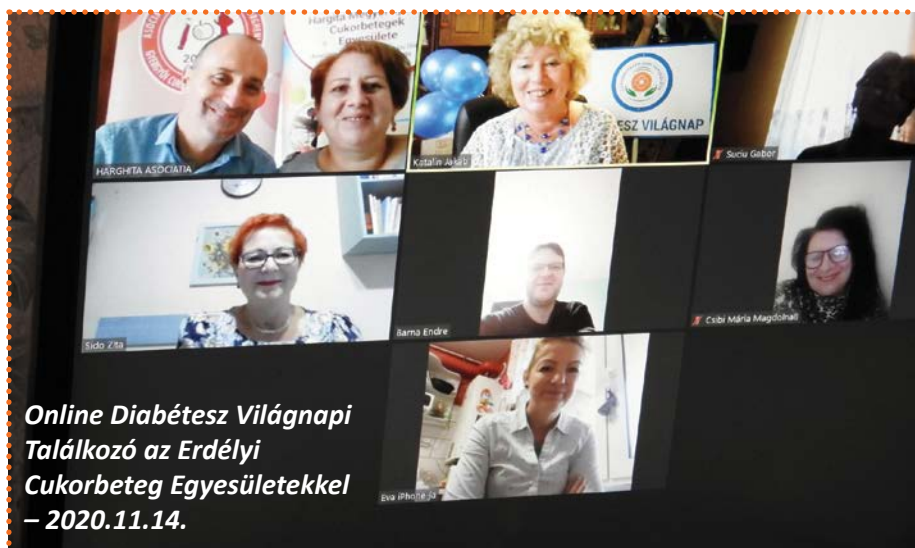 Hargita Megyei
Cukorbetegek
Egyesülete
HARGHITA ASOCIATIA
ESZ VILÁGNAP
Katalin Jakab
Suciu Gabor
Sido Zita
Barna Endre
Csibi Mária Magdolna
Eva iPhone-ja
Online Diabétesz Világnapi
Találkozó az Erdélyi
Cukorbeteg Egyesületekkel
– 2020.11.14.